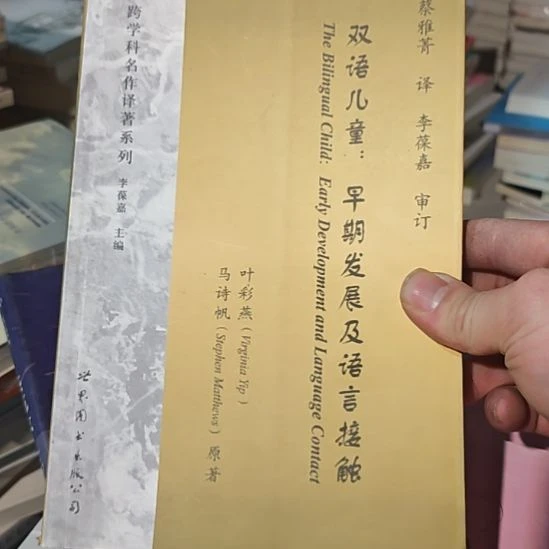 蔡雅菁 译 李葆嘉 审订
双语儿童：早期发展及语言接触
The Bilingual Child: Early Development and Language Contact
叶彩燕（Virginia Yip）
马诗帆（Stephen Matthews）原著
跨学科名作译著系列 李葆嘉 主编
世界图书出版公司